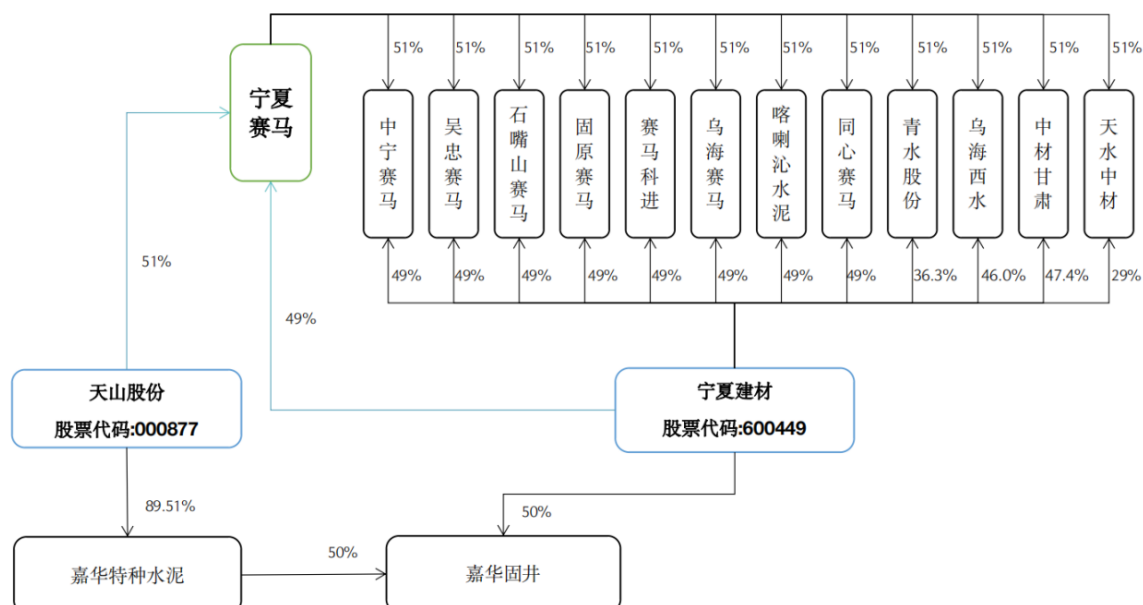 51% 51% 51% 51% 51% 51% 51% 51% 51% 51% 51% 51%
宁夏
赛马
中宁赛马
吴忠赛马
石嘴山赛马
固原赛马
赛马科进
乌海赛马
喀喇沁水泥
同心赛马
青水股份
乌海西水
中材甘肃
天水中材
51%
49% 49% 49% 49% 49% 49% 49% 49% 36.3% 46.0% 47.4% 29%
49%
天山股份
股票代码:000877
宁夏建材
股票代码:600449
89.51%
50%
50%
嘉华特种水泥
嘉华固井